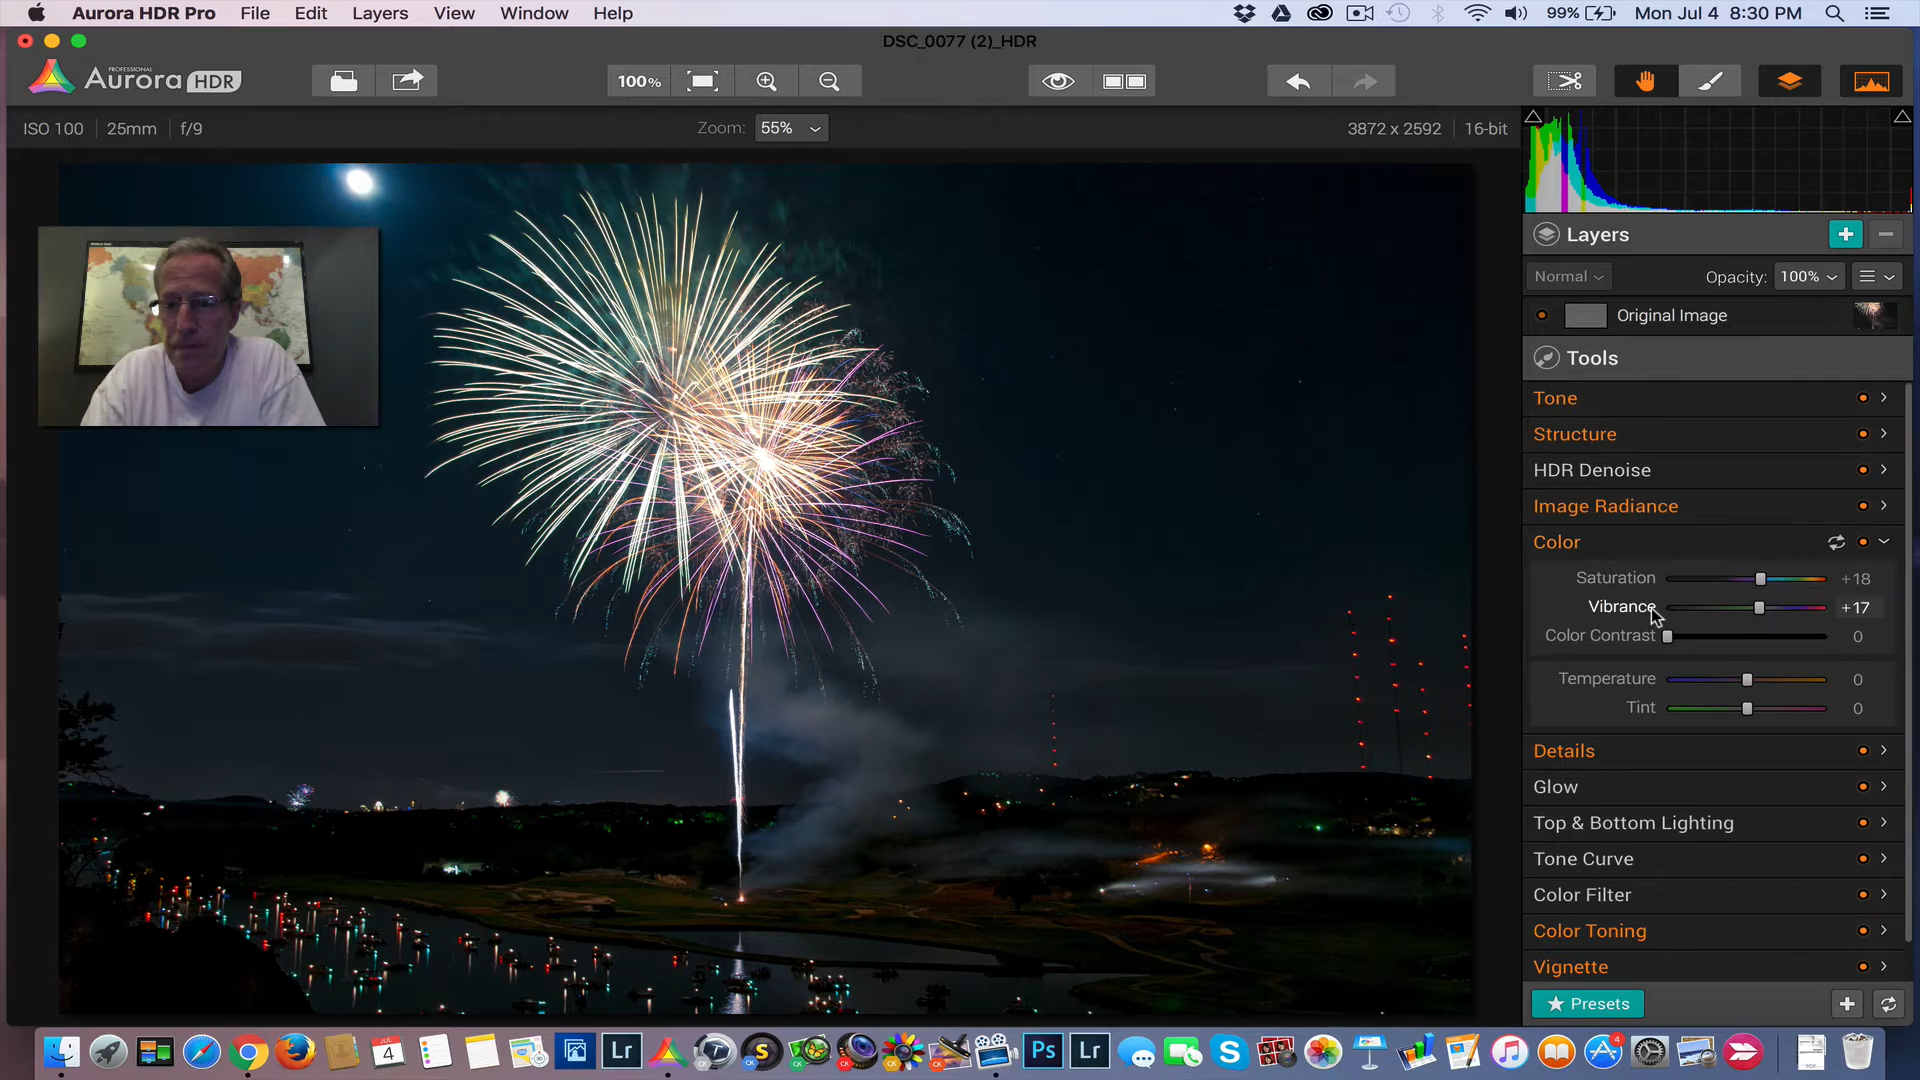 Aurora HDR Pro File Edit Layers View Window Help 99% Mon Jul 4 8:30 PM
DSC_0077 (2)_HDR
PROFESSIONAL
Aurora HDR
100%
ISO 100 25mm f/9 Zoom: 55% 3872 x 2592 16-bit
Layers
Normal Opacity: 100%
Original Image
Tools
Tone
Structure
HDR Denoise
Image Radiance
Color
Saturation +18
Vibrance +17
Color Contrast 0
Temperature 0
Tint 0
Details
Glow
Top & Bottom Lighting
Tone Curve
Color Filter
Color Toning
Vignette
Presets
4 Lr T S Ps Lr S 4